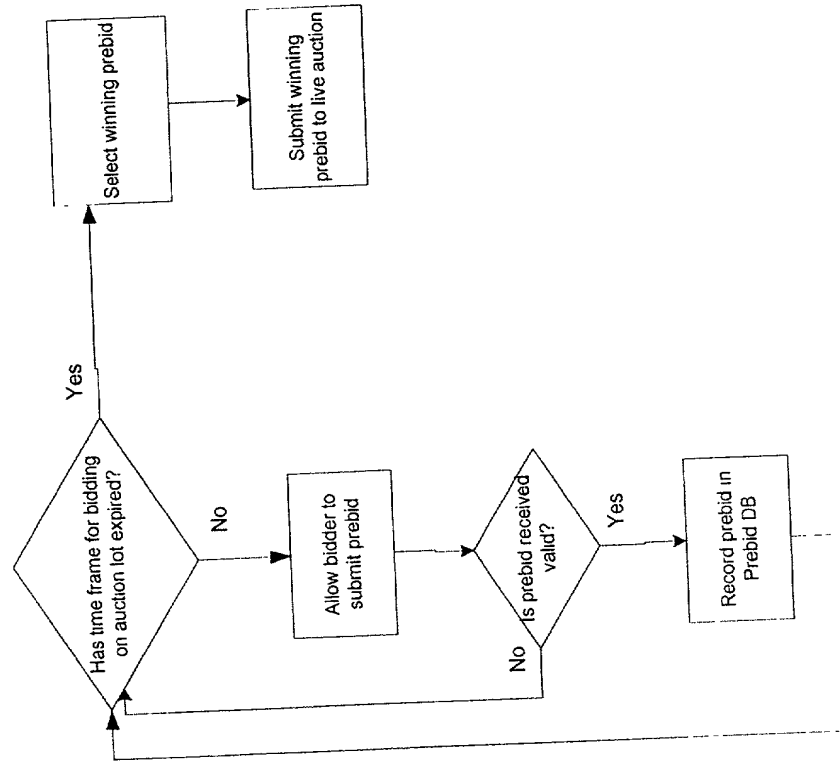 Has time frame for bidding
on auction lot expired?
Yes
Select winning prebid
Submit winning
prebid to live auction
No
Allow bidder to
submit prebid
Is prebid received
valid?
No
Yes
Record prebid in
Prebid DB